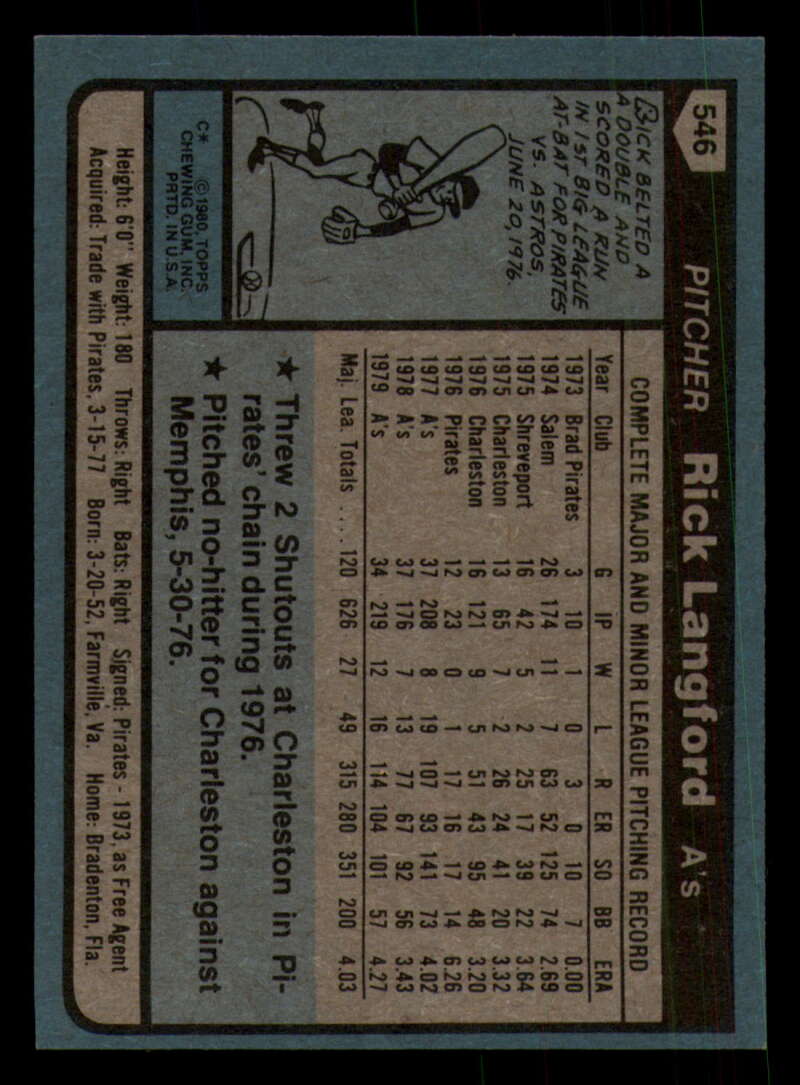 546
PITCHER Rick Langford A's
RICK BELTED A
A DOUBLE AND
SCORED A RUN
IN 1ST BIG LEAGUE
AT-BAT FOR PIRATES
VS. ASTROS,
JUNE 20, 1976.
C* ©1980, TOPPS
CHEWING GUM, INC.
PRTD. IN U.S.A.
COMPLETE MAJOR AND MINOR LEAGUE PITCHING RECORD
Year Club G IP W L R ER SO BB ERA
1973 Brad Pirates 3 10 1 0 3 0 10 7 0.00
1974 Salem 26 174 11 7 63 52 125 74 2.69
1975 Shreveport 16 42 5 2 25 17 39 22 3.64
1975 Charleston 13 65 7 2 26 24 41 20 3.32
1976 Charleston 16 121 9 5 51 43 95 48 3.20
1976 Pirates 12 23 0 1 17 16 17 14 6.26
1977 A's 37 208 8 19 107 93 141 73 4.02
1978 A's 37 176 7 13 77 67 92 56 3.43
1979 A's 34 219 12 16 114 104 101 57 4.27
Maj. Lea. Totals .... 120 626 27 49 315 280 351 200 4.03
★ Threw 2 Shutouts at Charleston in Pi-
rates' chain during 1976.
★ Pitched no-hitter for Charleston against
Memphis, 5-30-76.
Height: 6'0" Weight: 180 Throws: Right Bats: Right Signed: Pirates - 1973, as Free Agent
Acquired: Trade with Pirates, 3-15-77 Born: 3-20-52, Farmville, Va. Home: Bradenton, Fla.